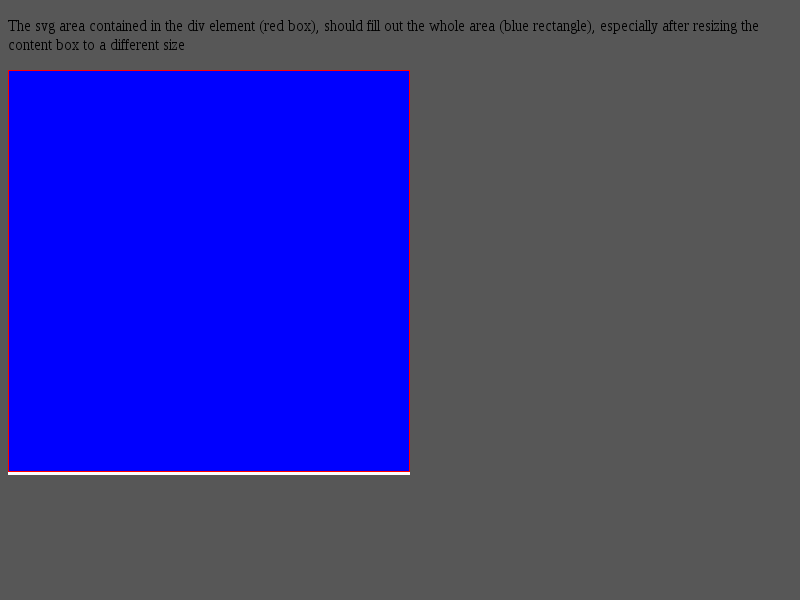 The svg area contained in the div element (red box), should fill out the whole area (blue rectangle), especially after resizing the
content box to a different size